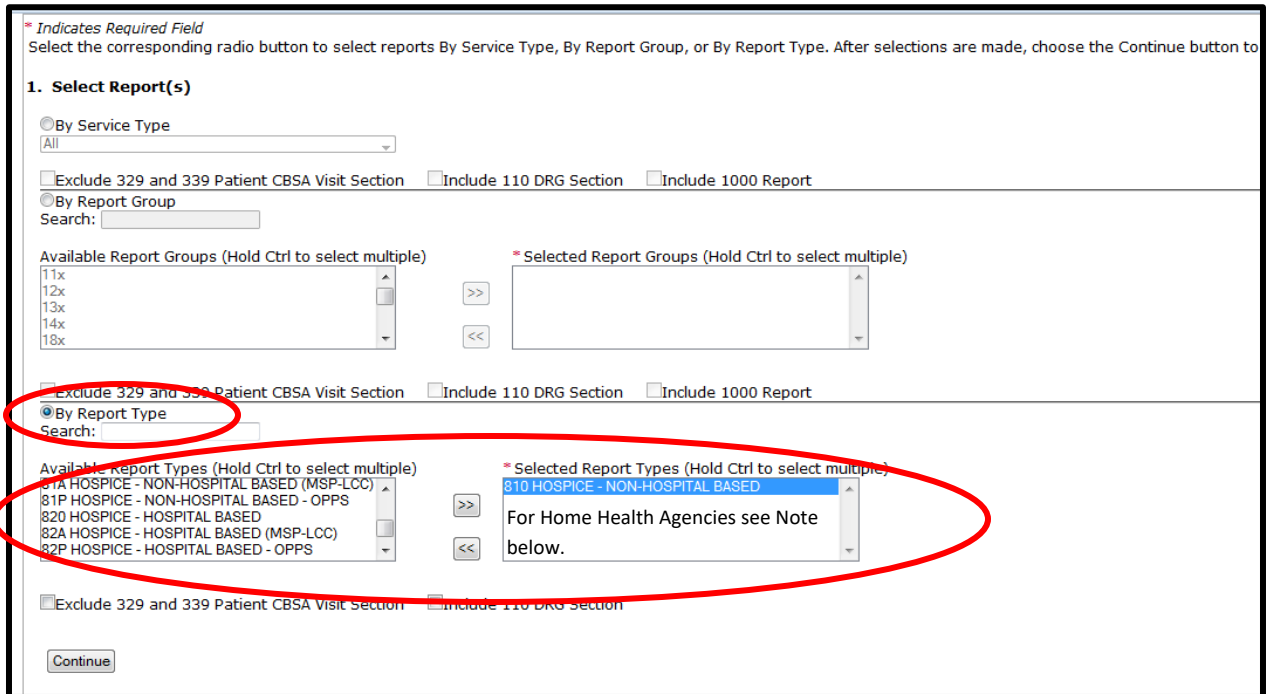 * Indicates Required Field
Select the corresponding radio button to select reports By Service Type, By Report Group, or By Report Type. After selections are made, choose the Continue button to
1. Select Report(s)
By Service Type
All
Exclude 329 and 339 Patient CBSA Visit Section Include 110 DRG Section Include 1000 Report
By Report Group
Search:
Available Report Groups (Hold Ctrl to select multiple) * Selected Report Groups (Hold Ctrl to select multiple)
11x
12x
>>
13x
14x
<<
18x
Exclude 329 and 339 Patient CBSA Visit Section Include 110 DRG Section Include 1000 Report
By Report Type
Search:
Available Report Types (Hold Ctrl to select multiple) * Selected Report Types (Hold Ctrl to select multiple)
81A HOSPICE - NON-HOSPITAL BASED (MSP-LCC) 810 HOSPICE - NON-HOSPITAL BASED
81P HOSPICE - NON-HOSPITAL BASED - OPPS >>
820 HOSPICE - HOSPITAL BASED For Home Health Agencies see Note
82A HOSPICE - HOSPITAL BASED (MSP-LCC)
82P HOSPICE - HOSPITAL BASED - OPPS << below.
Exclude 329 and 339 Patient CBSA Visit Section Include 110 DRG Section
Continue